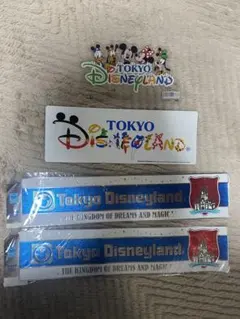 TOKYO
DISNEYLAND
TOKYO
DISNEYLAND
Tokyo Disneyland
THE KINGDOM OF DREAMS AND MAGIC
Tokyo Disneyland
THE KINGDOM OF DREAMS AND MAGIC